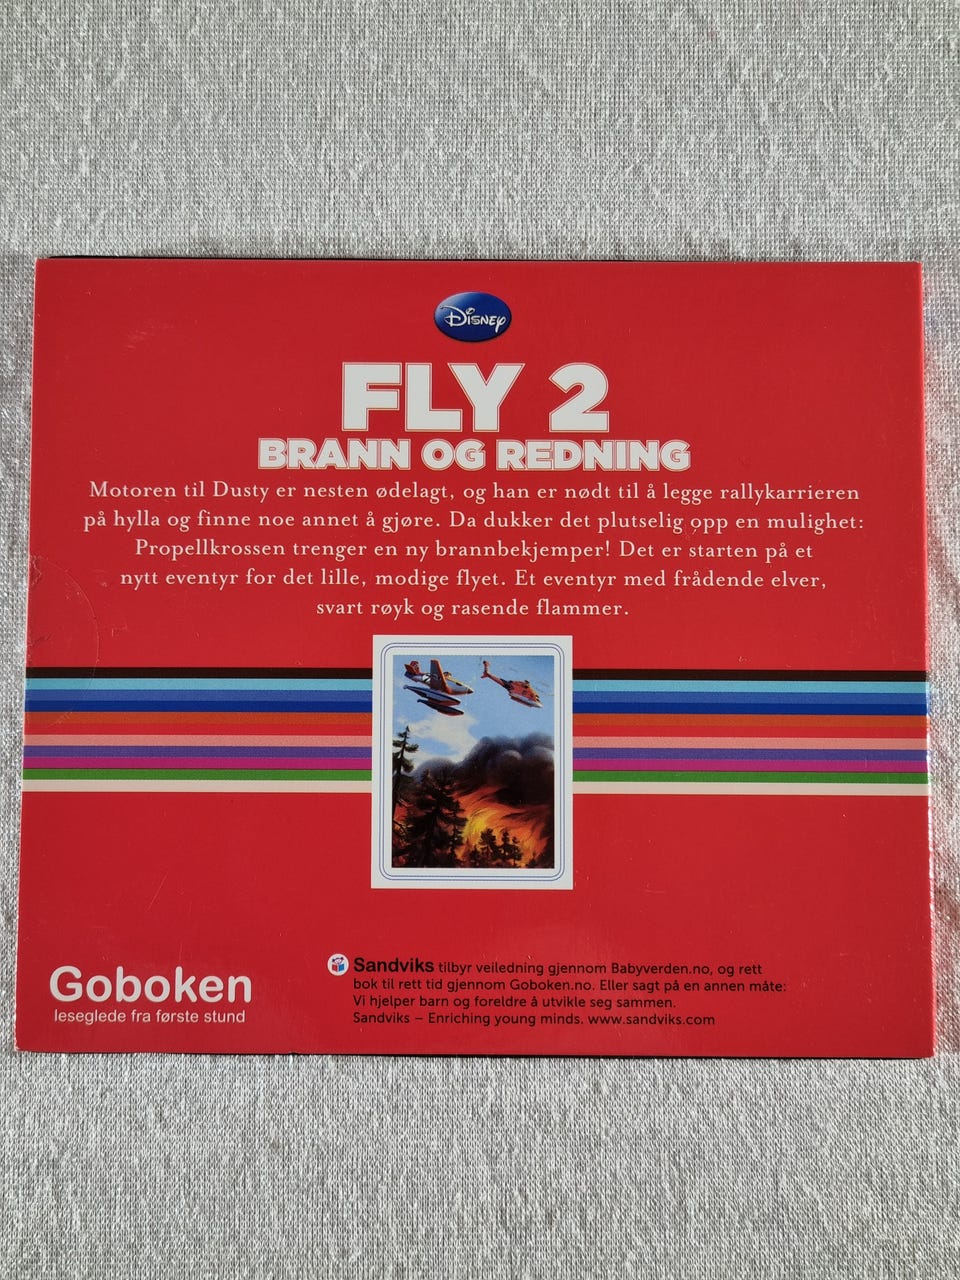 Disney
FLY 2
BRANN OG REDNING
Motoren til Dusty er nesten ødelagt, og han er nødt til å legge rallykarrieren
på hylla og finne noe annet å gjøre. Da dukker det plutselig opp en mulighet:
Propellkrossen trenger en ny brannbekjemper! Det er starten på et
nytt eventyr for det lille, modige flyet. Et eventyr med frådende elver,
svart røyk og rasende flammer.
Goboken
leseglede fra første stund
Sandviks tilbyr veiledning gjennom Babyverden.no, og rett
bok til rett tid gjennom Goboken.no. Eller sagt på en annen måte:
Vi hjelper barn og foreldre å utvikle seg sammen.
Sandviks – Enriching young minds. www.sandviks.com